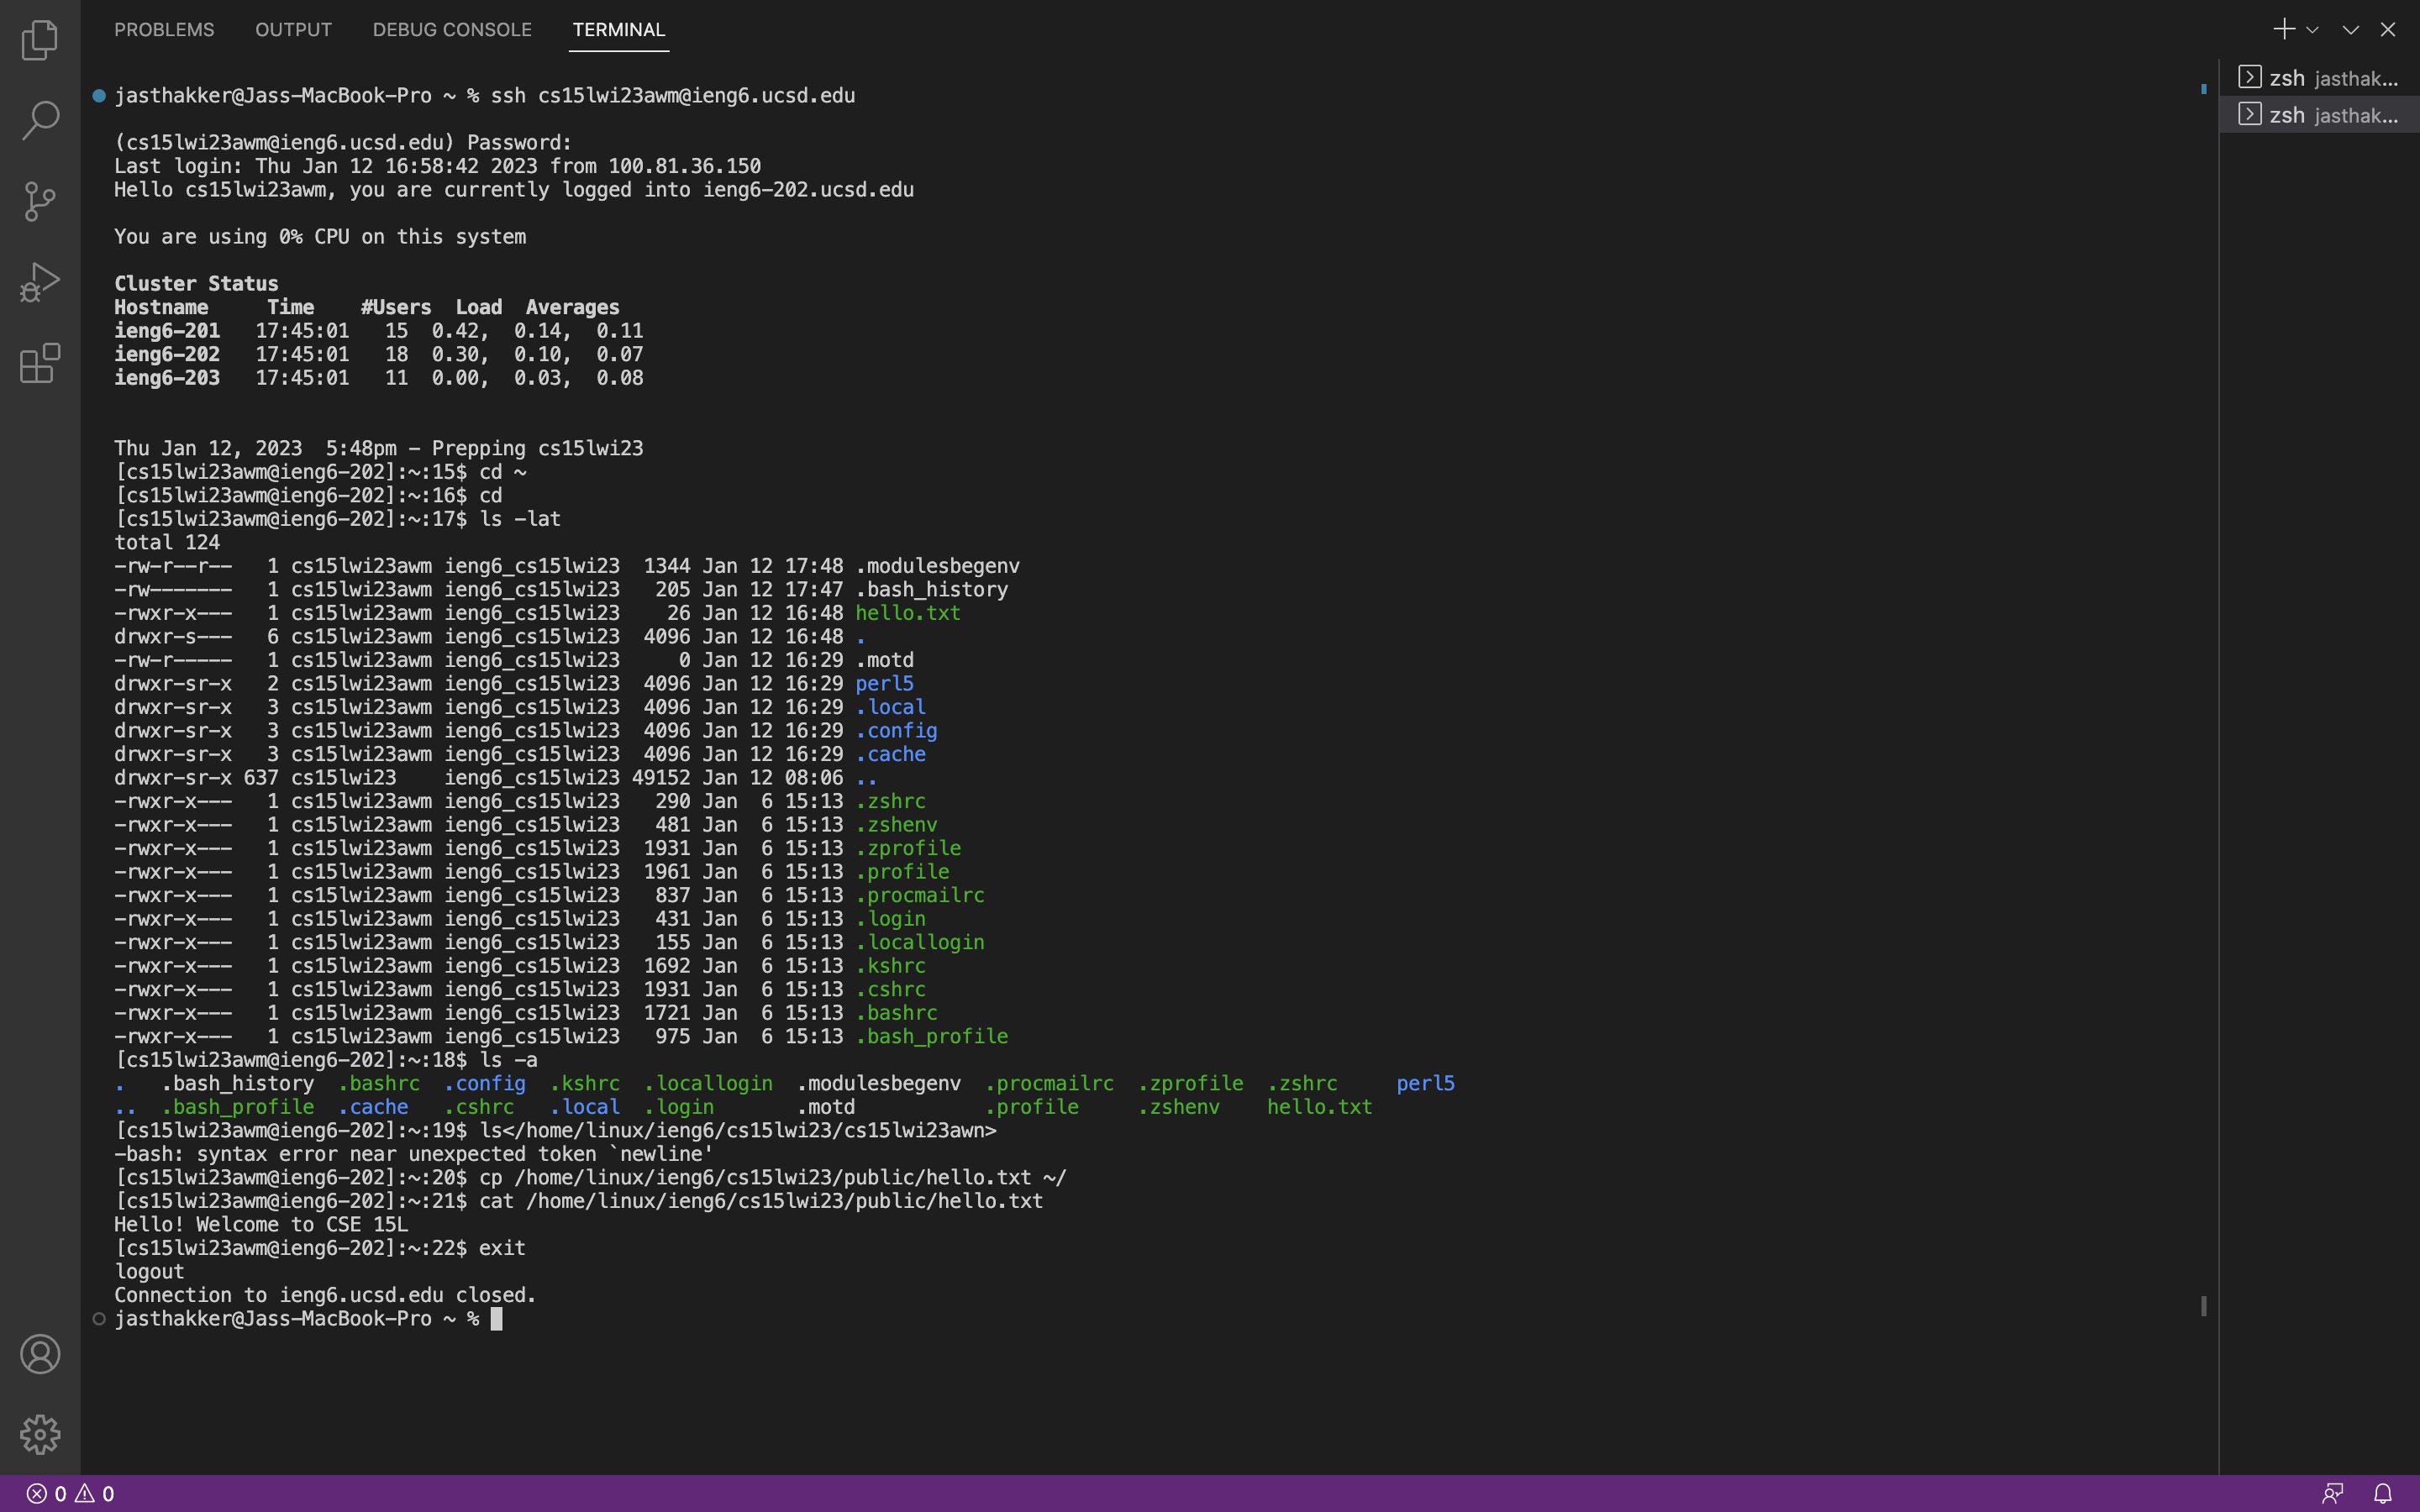 PROBLEMS OUTPUT DEBUG CONSOLE TERMINAL
zsh jasthak...
zsh jasthak...
jasthakker@Jass-MacBook-Pro ~ % ssh cs15lwi23awm@ieng6.ucsd.edu
(cs15lwi23awm@ieng6.ucsd.edu) Password:
Last login: Thu Jan 12 16:58:42 2023 from 100.81.36.150
Hello cs15lwi23awm, you are currently logged into ieng6-202.ucsd.edu
You are using 0% CPU on this system
Cluster Status
Hostname     Time    #Users  Load  Averages
ieng6-201   17:45:01   15  0.42,  0.14,  0.11
ieng6-202   17:45:01   18  0.30,  0.10,  0.07
ieng6-203   17:45:01   11  0.00,  0.03,  0.08
Thu Jan 12, 2023  5:48pm - Prepping cs15lwi23
[cs15lwi23awm@ieng6-202]:~:15$ cd ~
[cs15lwi23awm@ieng6-202]:~:16$ cd
[cs15lwi23awm@ieng6-202]:~:17$ ls -lat
total 124
-rw-r--r--   1 cs15lwi23awm ieng6_cs15lwi23  1344 Jan 12 17:48 .modulesbegenv
-rw-------   1 cs15lwi23awm ieng6_cs15lwi23   205 Jan 12 17:47 .bash_history
-rwxr-x---   1 cs15lwi23awm ieng6_cs15lwi23    26 Jan 12 16:48 hello.txt
drwxr-s---   6 cs15lwi23awm ieng6_cs15lwi23  4096 Jan 12 16:48 .
-rw-r-----   1 cs15lwi23awm ieng6_cs15lwi23     0 Jan 12 16:29 .motd
drwxr-sr-x   2 cs15lwi23awm ieng6_cs15lwi23  4096 Jan 12 16:29 perl5
drwxr-sr-x   3 cs15lwi23awm ieng6_cs15lwi23  4096 Jan 12 16:29 .local
drwxr-sr-x   3 cs15lwi23awm ieng6_cs15lwi23  4096 Jan 12 16:29 .config
drwxr-sr-x   3 cs15lwi23awm ieng6_cs15lwi23  4096 Jan 12 16:29 .cache
drwxr-sr-x 637 cs15lwi23    ieng6_cs15lwi23 49152 Jan 12 08:06 ..
-rwxr-x---   1 cs15lwi23awm ieng6_cs15lwi23   290 Jan  6 15:13 .zshrc
-rwxr-x---   1 cs15lwi23awm ieng6_cs15lwi23   481 Jan  6 15:13 .zshenv
-rwxr-x---   1 cs15lwi23awm ieng6_cs15lwi23  1931 Jan  6 15:13 .zprofile
-rwxr-x---   1 cs15lwi23awm ieng6_cs15lwi23  1961 Jan  6 15:13 .profile
-rwxr-x---   1 cs15lwi23awm ieng6_cs15lwi23   837 Jan  6 15:13 .procmailrc
-rwxr-x---   1 cs15lwi23awm ieng6_cs15lwi23   431 Jan  6 15:13 .login
-rwxr-x---   1 cs15lwi23awm ieng6_cs15lwi23   155 Jan  6 15:13 .locallogin
-rwxr-x---   1 cs15lwi23awm ieng6_cs15lwi23  1692 Jan  6 15:13 .kshrc
-rwxr-x---   1 cs15lwi23awm ieng6_cs15lwi23  1931 Jan  6 15:13 .cshrc
-rwxr-x---   1 cs15lwi23awm ieng6_cs15lwi23  1721 Jan  6 15:13 .bashrc
-rwxr-x---   1 cs15lwi23awm ieng6_cs15lwi23   975 Jan  6 15:13 .bash_profile
[cs15lwi23awm@ieng6-202]:~:18$ ls -a
.   .bash_history  .bashrc  .config  .kshrc  .locallogin  .modulesbegenv  .procmailrc  .zprofile  .zshrc     perl5
..  .bash_profile  .cache   .cshrc   .local  .login       .motd           .profile     .zshenv    hello.txt
[cs15lwi23awm@ieng6-202]:~:19$ ls</home/linux/ieng6/cs15lwi23/cs15lwi23awn>
-bash: syntax error near unexpected token `newline'
[cs15lwi23awm@ieng6-202]:~:20$ cp /home/linux/ieng6/cs15lwi23/public/hello.txt ~/
[cs15lwi23awm@ieng6-202]:~:21$ cat /home/linux/ieng6/cs15lwi23/public/hello.txt
Hello! Welcome to CSE 15L
[cs15lwi23awm@ieng6-202]:~:22$ exit
logout
Connection to ieng6.ucsd.edu closed.
jasthakker@Jass-MacBook-Pro ~ %
0 0